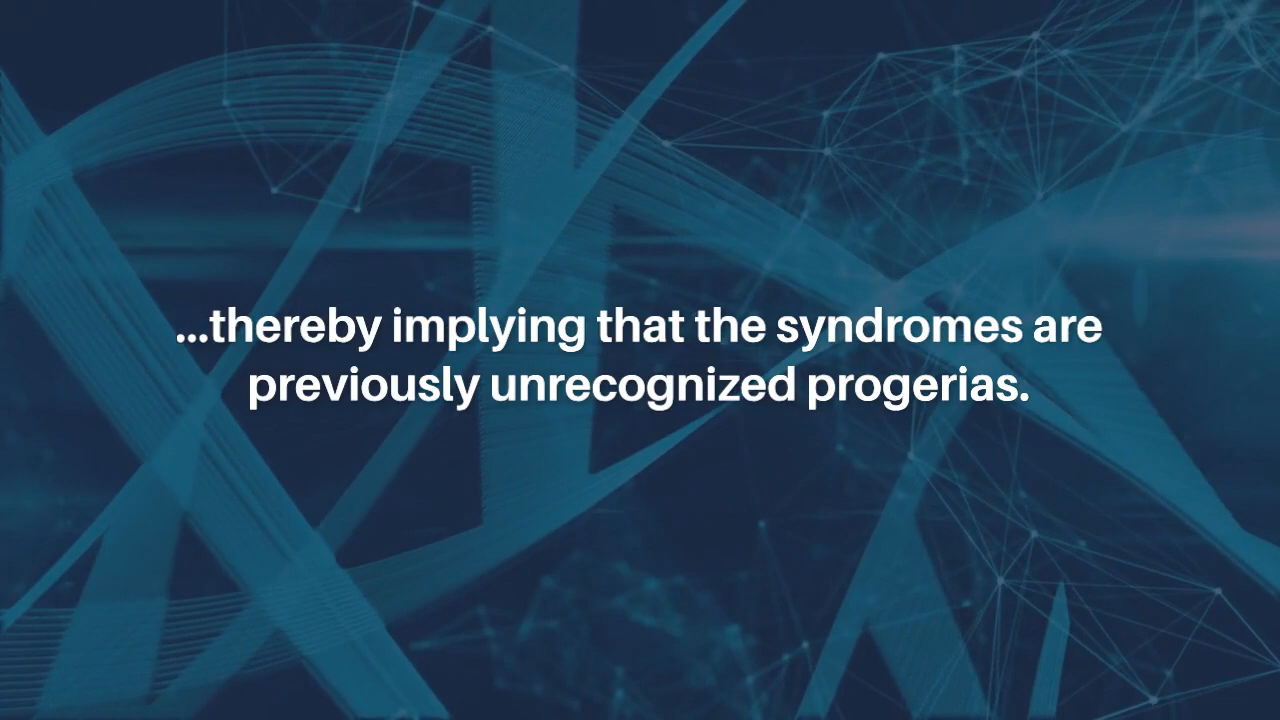 ...thereby implying that the syndromes are
previously unrecognized progerias.